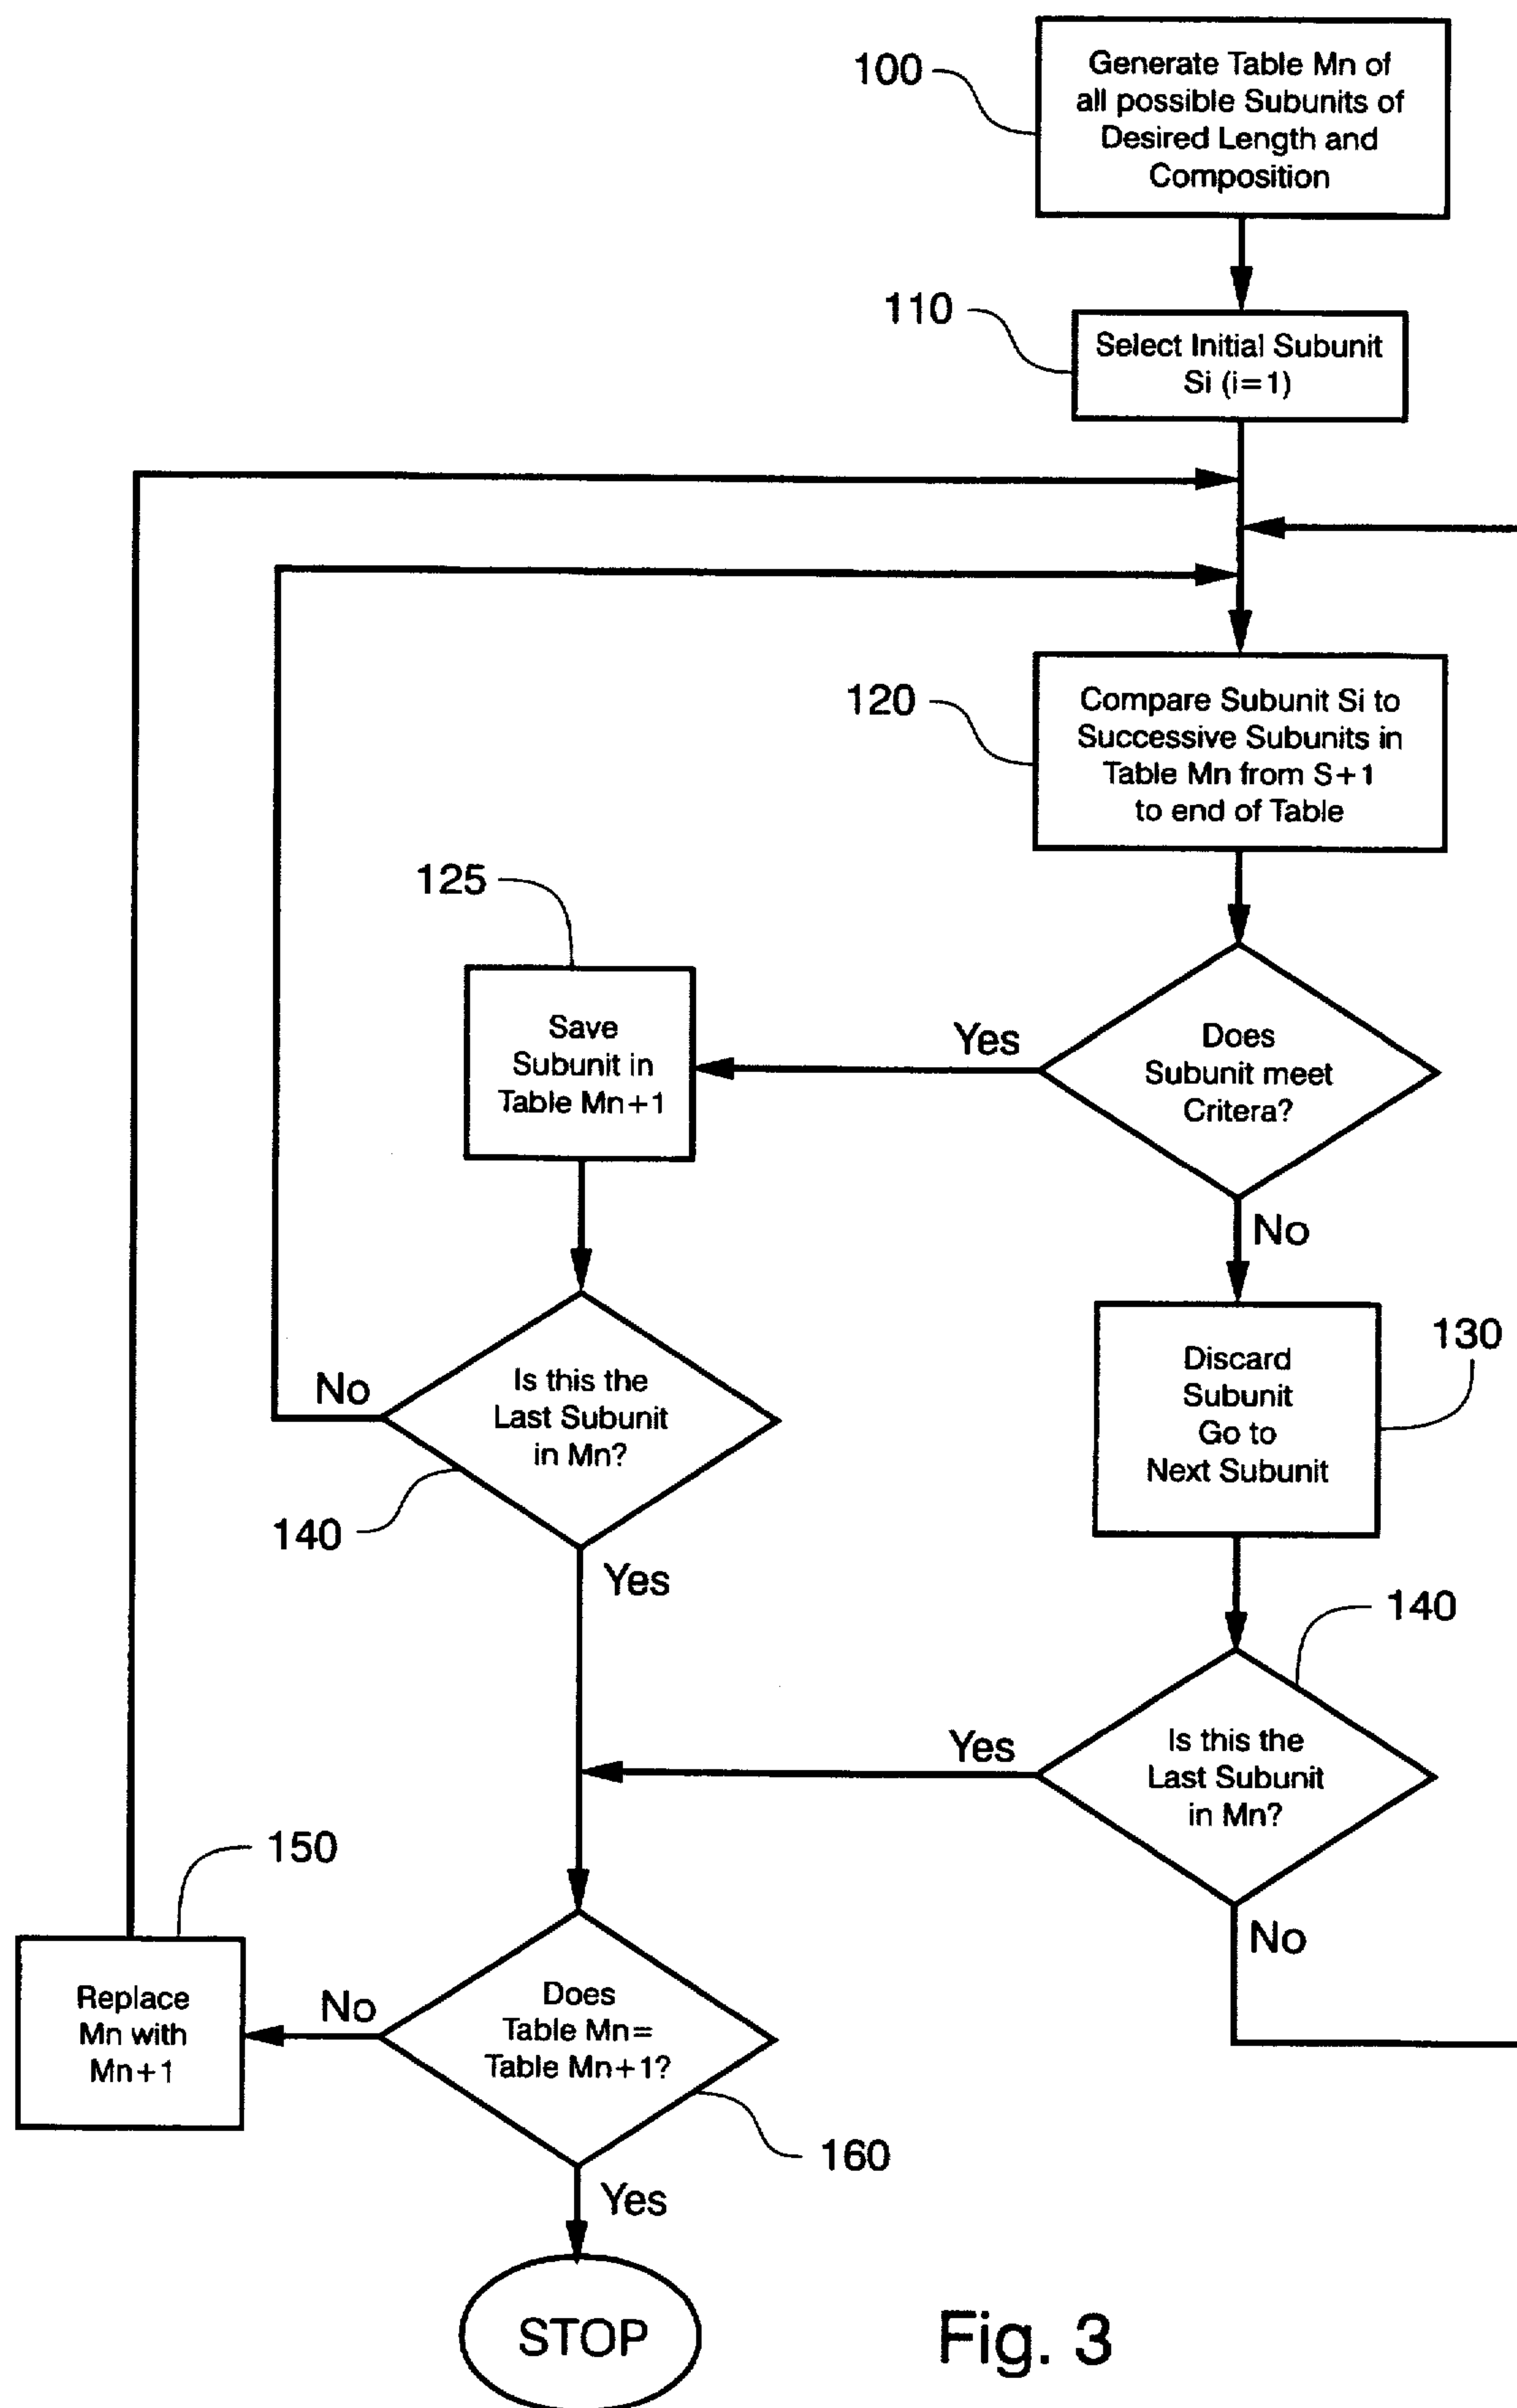 100
Generate Table Mn of
all possible Subunits of
Desired Length and
Composition
110
Select Initial Subunit
Si (i=1)
120
Compare Subunit Si to
Successive Subunits in
Table Mn from S+1
to end of Table
125
Save
Subunit in
Table Mn+1
Yes
Does
Subunit meet
Critera?
No
130
Discard
Subunit
Go to
Next Subunit
No
Is this the
Last Subunit
in Mn?
140
Yes
140
Yes
Is this the
Last Subunit
in Mn?
No
150
Replace
Mn with
Mn+1
No
Does
Table Mn=
Table Mn+1?
160
Yes
STOP
Fig. 3